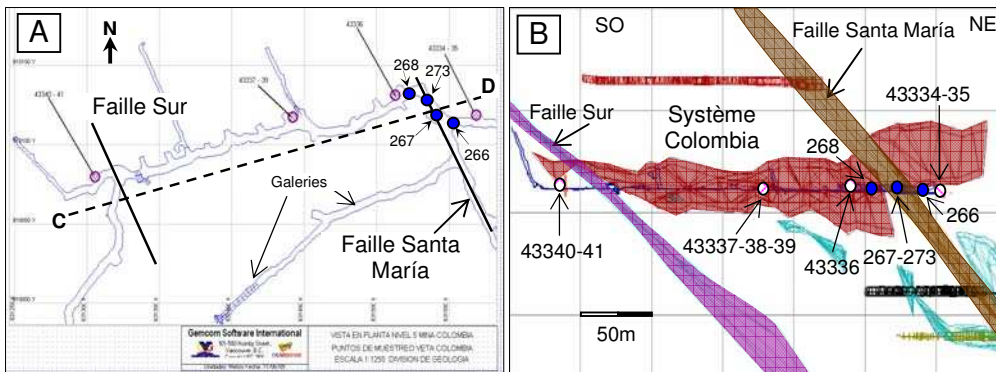 A
N
43336
43334 - 35
268
273
43337 - 39
43340 - 41
Faille Sur
D
267
266
C
Galeries
Faille Santa
María
Gemcom Software International
Vancouver, B.C.
VISTA EN PLANTA NIVEL 5 MINA-COLOMBIA
PUNTOS DE MUESTREO VETA COLOMBIA
ESCALA 1:1250 DIVISION DE GEOLOGIA
B
SO
NE
Faille Santa María
Faille Sur
Système
Colombia
43334-35
268
43340-41
43337-38-39
43336
267-273
266
50m